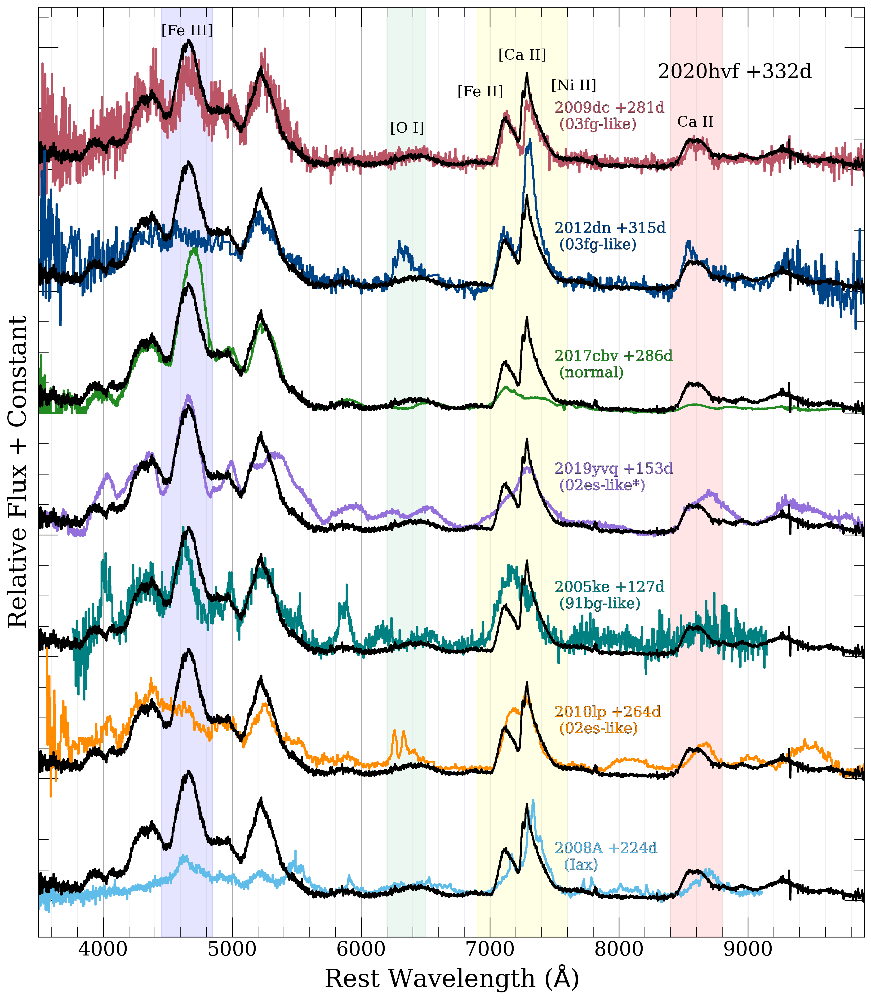 [Fe III]
[Ca II]
2020hvf +332d
[Fe II]
[Ni II]
2009dc +281d
(03fg-like)
[O I]
Ca II
2012dn +315d
(03fg-like)
2017cbv +286d
(normal)
2019yvq +153d
(02es-like*)
2005ke +127d
(91bg-like)
2010lp +264d
(02es-like)
2008A +224d
(Iax)
Relative Flux + Constant
4000 5000 6000 7000 8000 9000
Rest Wavelength (Å)